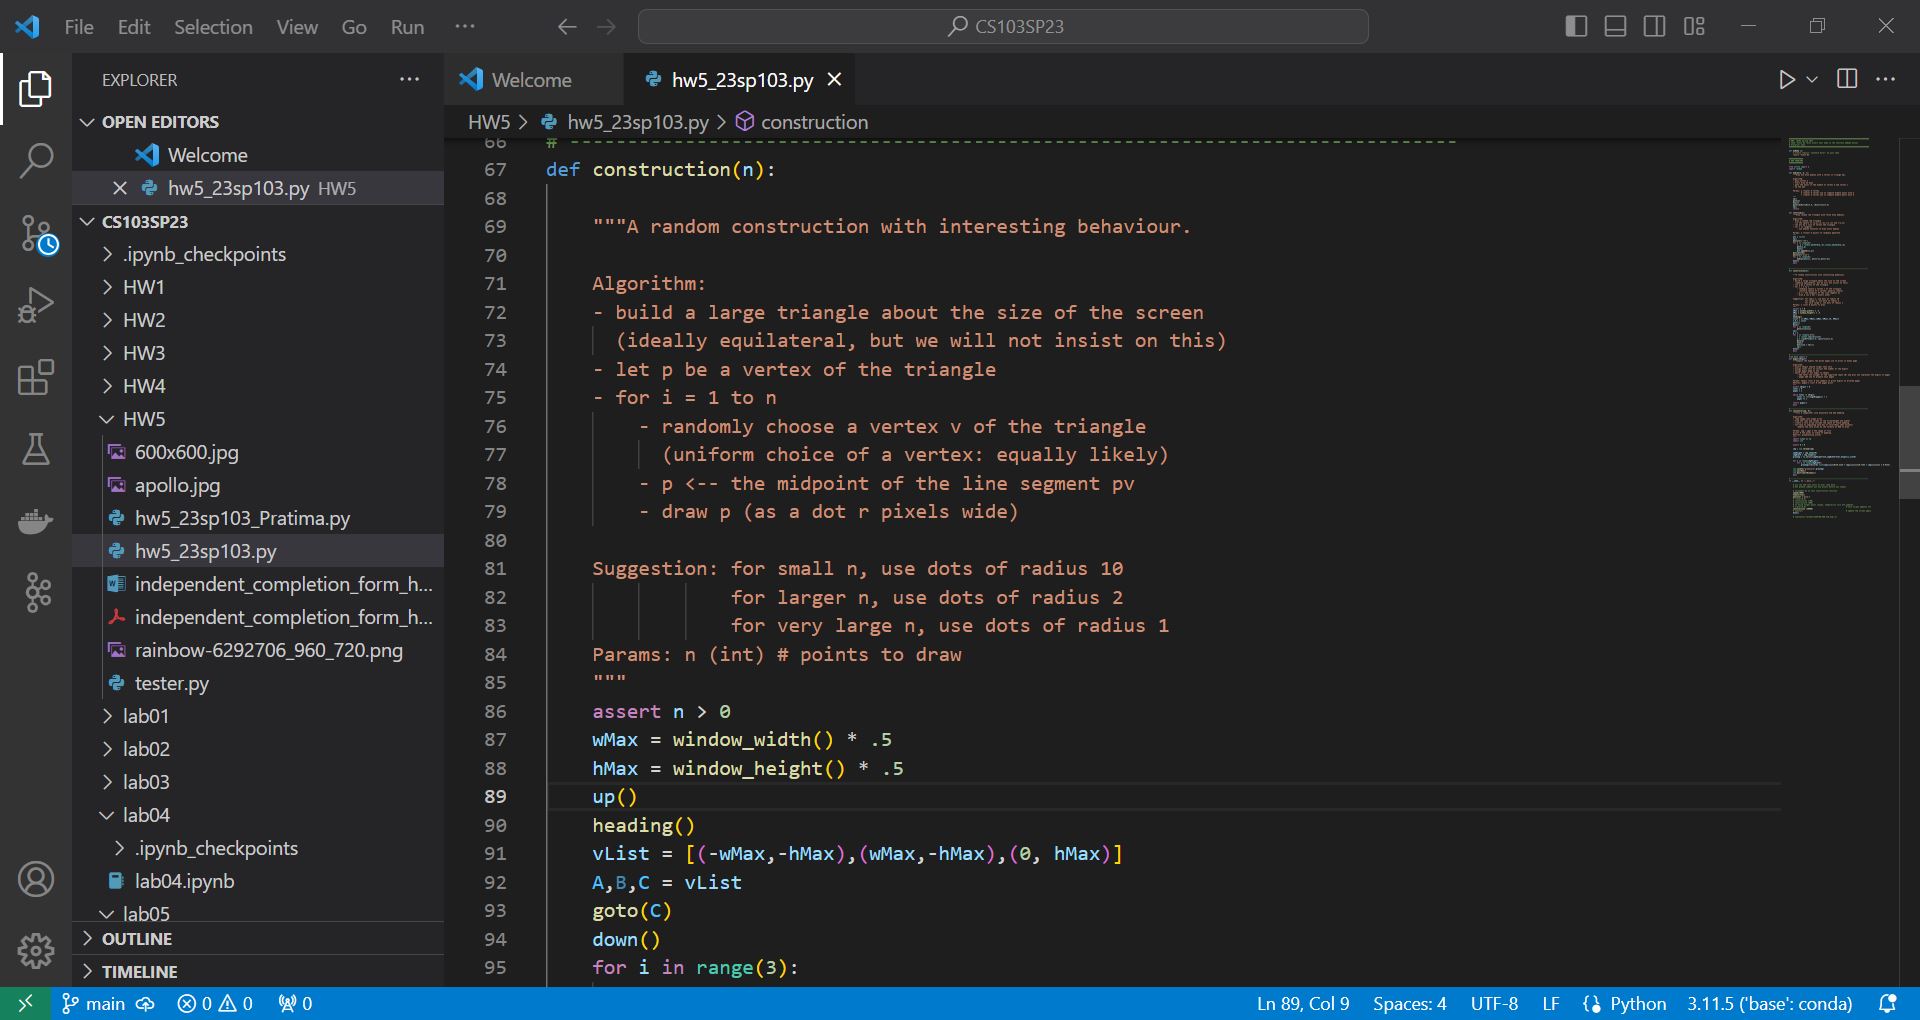 File Edit Selection View Go Run ··· CS103SP23
EXPLORER ···
Welcome hw5_23sp103.py
OPEN EDITORS
Welcome
hw5_23sp103.py HW5
CS103SP23
.ipynb_checkpoints
HW1
HW2
HW3
HW4
HW5
600x600.jpg
apollo.jpg
hw5_23sp103_Pratima.py
hw5_23sp103.py
independent_completion_form_h...
independent_completion_form_h...
rainbow-6292706_960_720.png
tester.py
lab01
lab02
lab03
lab04
.ipynb_checkpoints
lab04.ipynb
lab05
OUTLINE
TIMELINE
HW5 > hw5_23sp103.py > construction
66 # -----------------------------------------------------------------------------
67 def construction(n):
68
69 """A random construction with interesting behaviour.
70
71 Algorithm:
72 - build a large triangle about the size of the screen
73 (ideally equilateral, but we will not insist on this)
74 - let p be a vertex of the triangle
75 - for i = 1 to n
76 - randomly choose a vertex v of the triangle
77 (uniform choice of a vertex: equally likely)
78 - p <-- the midpoint of the line segment pv
79 - draw p (as a dot r pixels wide)
80
81 Suggestion: for small n, use dots of radius 10
82 for larger n, use dots of radius 2
83 for very large n, use dots of radius 1
84 Params: n (int) # points to draw
85 """
86 assert n > 0
87 wMax = window_width() * .5
88 hMax = window_height() * .5
89 up()
90 heading()
91 vList = [(-wMax,-hMax),(wMax,-hMax),(0, hMax)]
92 A,B,C = vList
93 goto(C)
94 down()
95 for i in range(3):
main 0 0 0 Ln 89, Col 9 Spaces: 4 UTF-8 LF Python 3.11.5 ('base': conda)